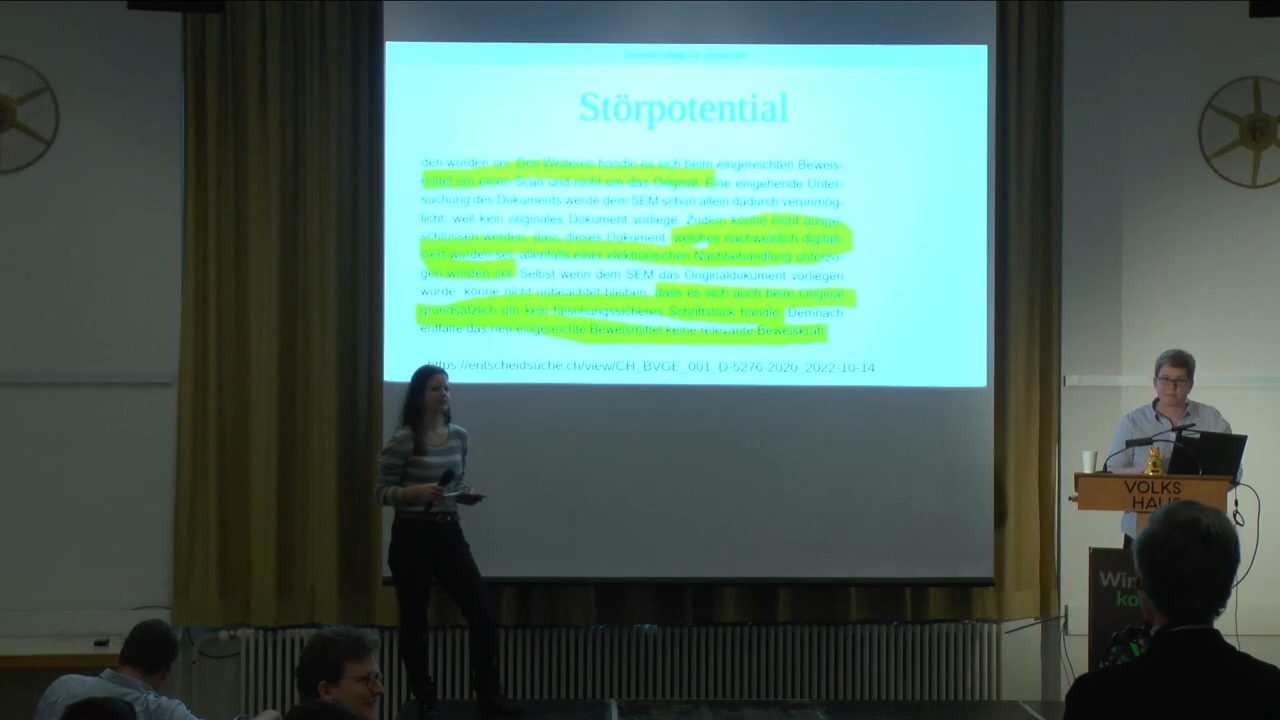 Störpotential
den worden sei. Des Weiteren handle es sich beim eingereichten Beweis-
mittel um einen Scan und nicht um das Original. Eine eingehende Unter-
suchung des Dokuments werde dem SEM schon allein dadurch verunmög-
licht, weil kein originales Dokument vorliege. Zudem könne nicht ausge-
schlossen werden, dass dieses Dokument, welches nachweislich digitali-
siert worden sei, allenfalls einer elektronischen Nachbehandlung unterzo-
gen worden sei. Selbst wenn dem SEM das Originaldokument vorliegen
würde, könne nicht unbeachtet bleiben, dass es sich auch beim Original
grundsätzlich um kein fälschungssicheres Schriftstück handle. Demnach
entfalte das neu eingereichte Beweismittel keine relevante Beweiskraft.
https://entscheidsuche.ch/view/CH_BVGE_001_D-5276-2020_2022-10-14
VOLKS
HAUS
Win
ko